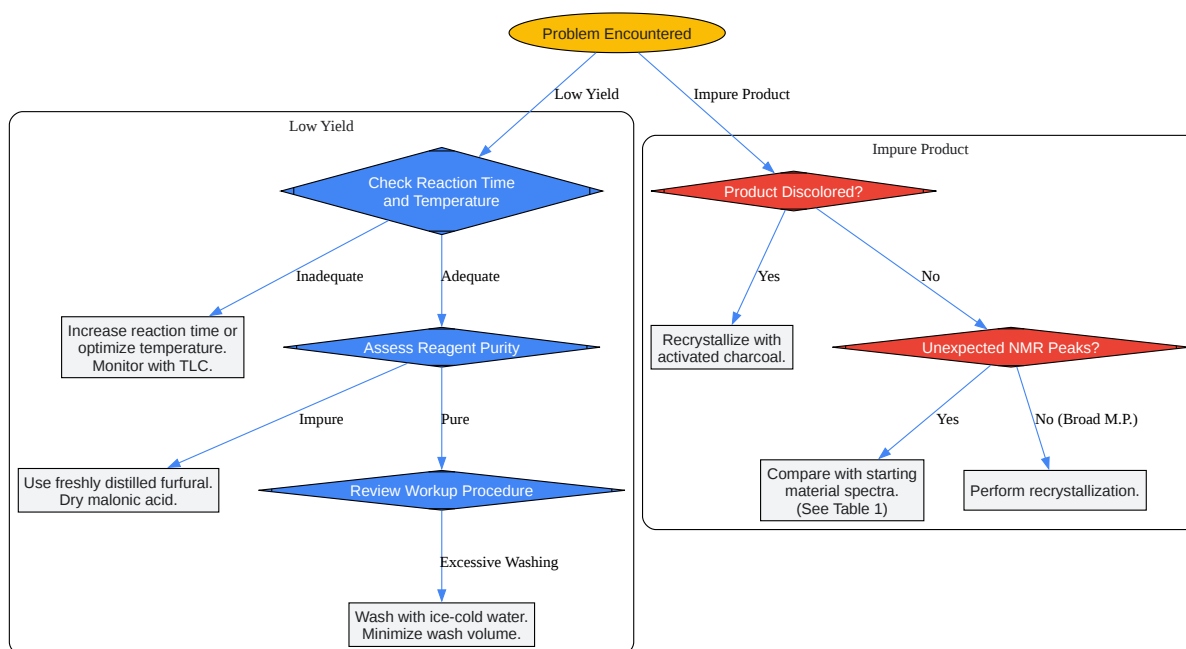 Problem Encountered
Low Yield
Impure Product
Low Yield
Impure Product
Check Reaction Time
and Temperature
Product Discolored?
Inadequate
Adequate
Yes
No
Increase reaction time or
optimize temperature.
Monitor with TLC.
Assess Reagent Purity
Recrystallize with
activated charcoal.
Unexpected NMR Peaks?
Impure
Pure
Yes
No (Broad M.P.)
Use freshly distilled furfural.
Dry malonic acid.
Review Workup Procedure
Compare with starting
material spectra.
(See Table 1)
Perform recrystallization.
Excessive Washing
Wash with ice-cold water.
Minimize wash volume.